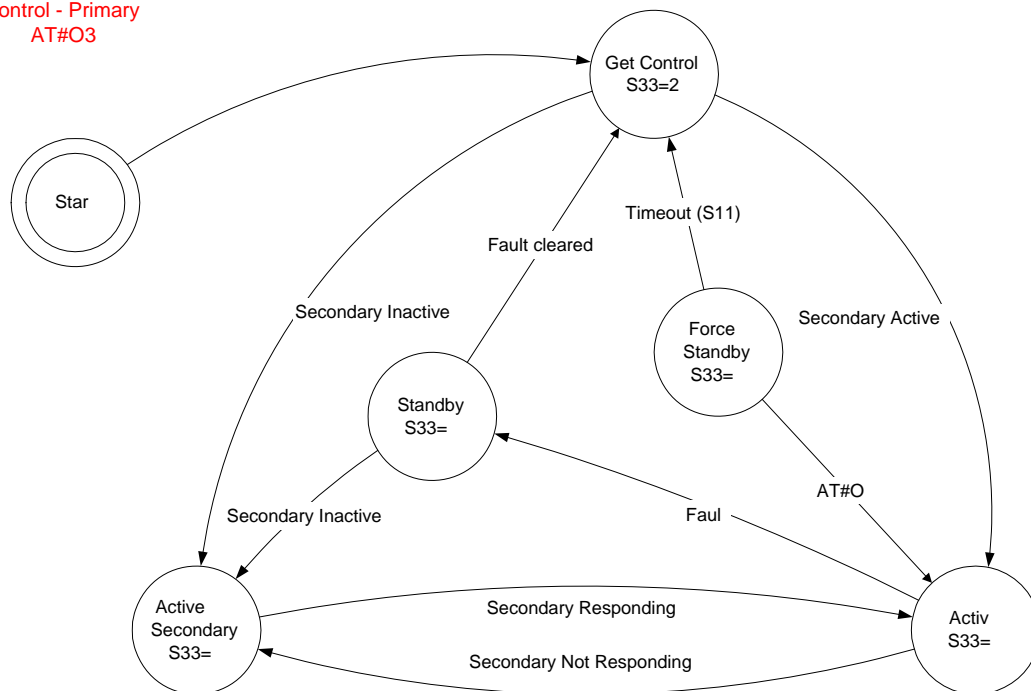 ontrol - Primary
AT#O3
Get Control
S33=2
Star
Timeout (S11)
Fault cleared
Secondary Inactive
Secondary Active
Force
Standby
S33=
Standby
S33=
AT#O
Secondary Inactive
Faul
Active
Secondary
S33=
Secondary Responding
Activ
S33=
Secondary Not Responding